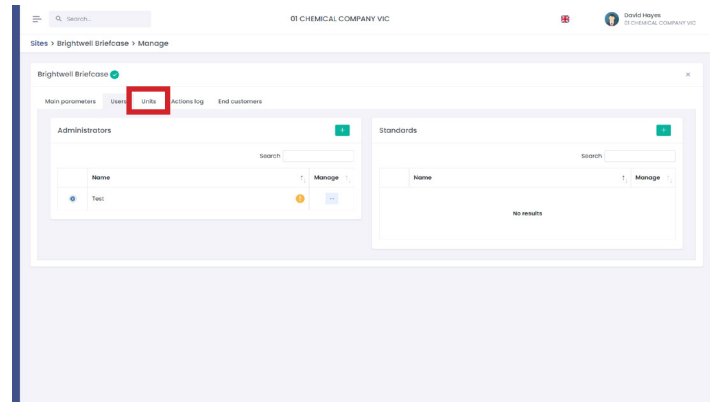 Search...
01 CHEMICAL COMPANY VIC
David Hayes
01 CHEMICAL COMPANY VIC
Sites > Brightwell Briefcase > Manage
Brightwell Briefcase
×
Main parameters Users Units Actions log End customers
Administrators +
Search
Name Manage
Test ! ...
Standards +
Search
Name Manage
No results